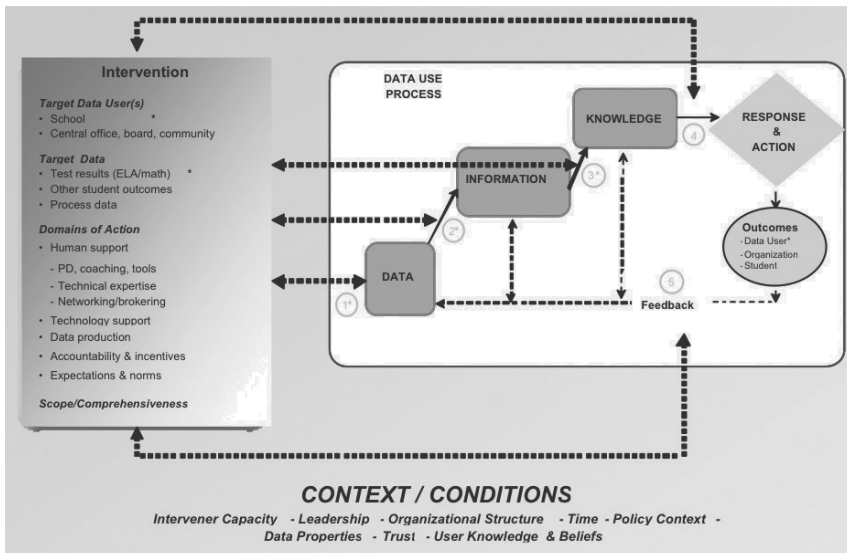 Intervention
Target Data User(s)
• School *
• Central office, board, community
Target Data
• Test results (ELA/math) *
• Other student outcomes
• Process data
Domains of Action
• Human support
- PD, coaching, tools
- Technical expertise
- Networking/brokering
• Technology support
• Data production
• Accountability & incentives
• Expectations & norms
Scope/Comprehensiveness
DATA USE
PROCESS
DATA
INFORMATION
KNOWLEDGE
RESPONSE
&
ACTION
1*
2*
3*
4
Outcomes
- Data User*
- Organization
- Student
5
Feedback
CONTEXT / CONDITIONS
Intervener Capacity - Leadership - Organizational Structure - Time - Policy Context -
Data Properties - Trust - User Knowledge & Beliefs